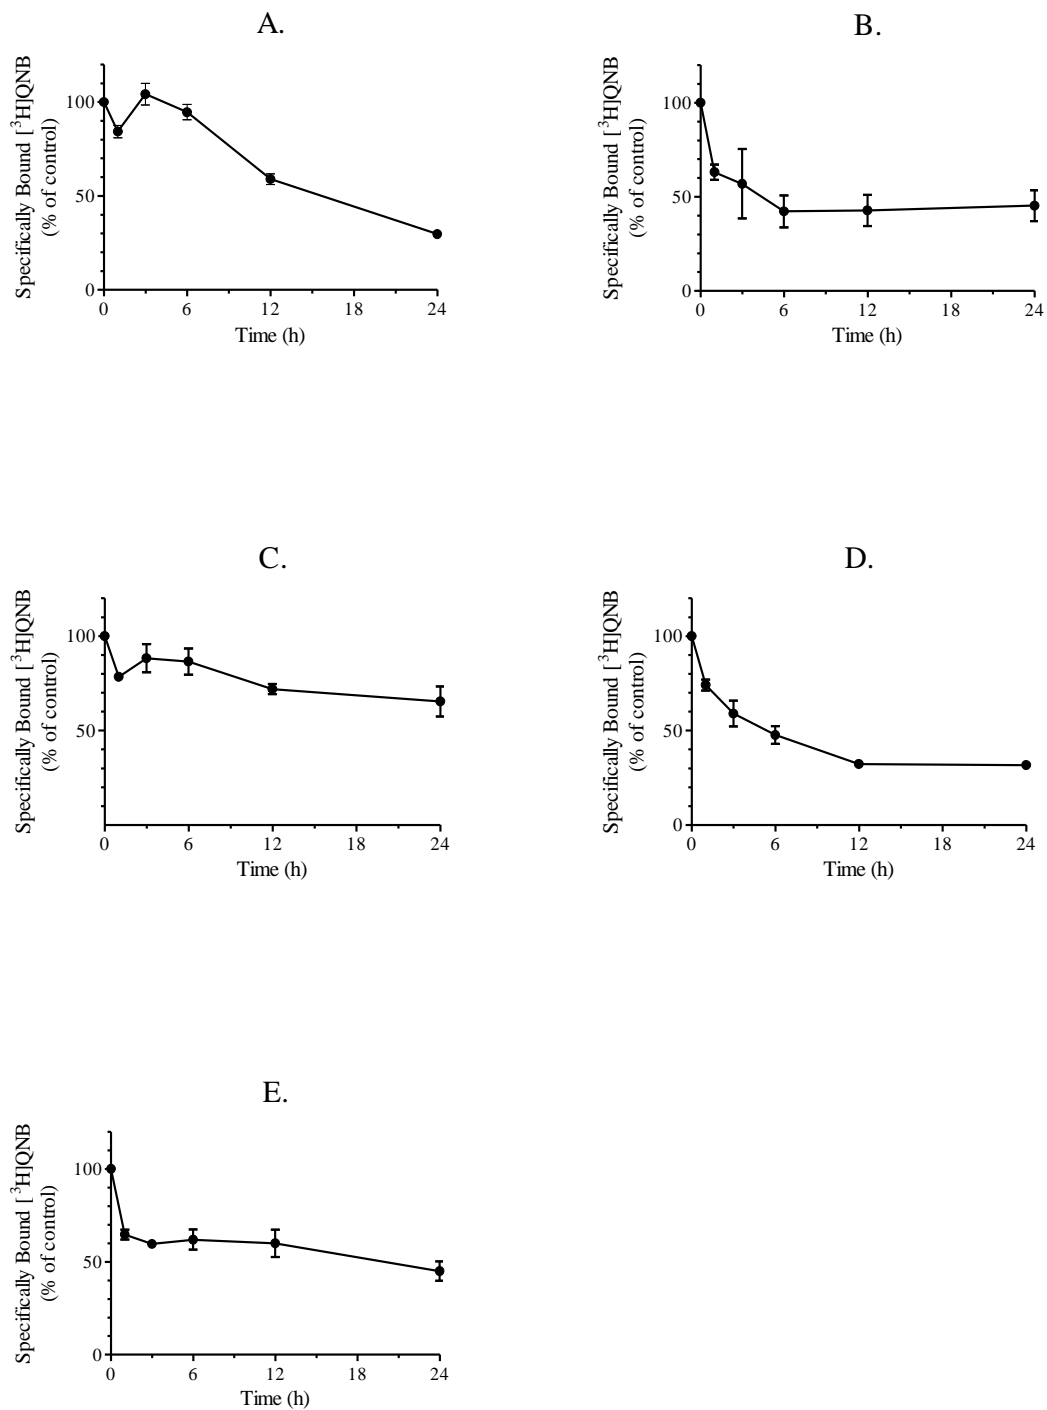 A.
Specifically Bound [³H]QNB
(% of control)
100
50
0
0 6 12 18 24
Time (h)
B.
Specifically Bound [³H]QNB
(% of control)
100
50
0
0 6 12 18 24
Time (h)
C.
Specifically Bound [³H]QNB
(% of control)
100
50
0 6 12 18 24
Time (h)
D.
Specifically Bound [³H]QNB
(% of control)
100
50
0
0 6 12 18 24
Time (h)
E.
Specifically Bound [³H]QNB
(% of control)
100
50
0
0 6 12 18 24
Time (h)